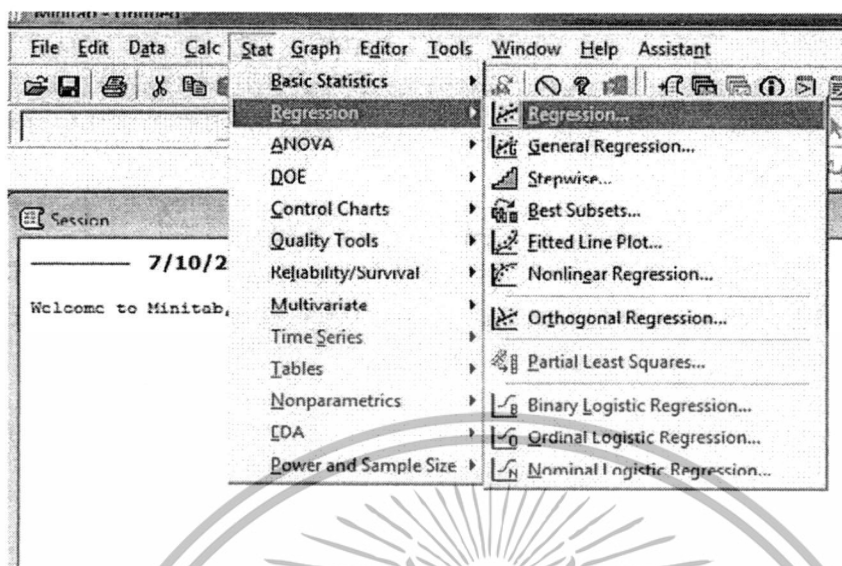 Minitab - Untitled
File Edit Data Calc Stat Graph Editor Tools Window Help Assistant
Basic Statistics
Regression
ANOVA
DOE
Control Charts
Quality Tools
Reliability/Survival
Multivariate
Time Series
Tables
Nonparametrics
EDA
Power and Sample Size
Regression...
General Regression...
Stepwise...
Best Subsets...
Fitted Line Plot...
Nonlinear Regression...
Orthogonal Regression...
Partial Least Squares...
Binary Logistic Regression...
Ordinal Logistic Regression...
Nominal Logistic Regression...
Session
7/10/2
Welcome to Minitab,